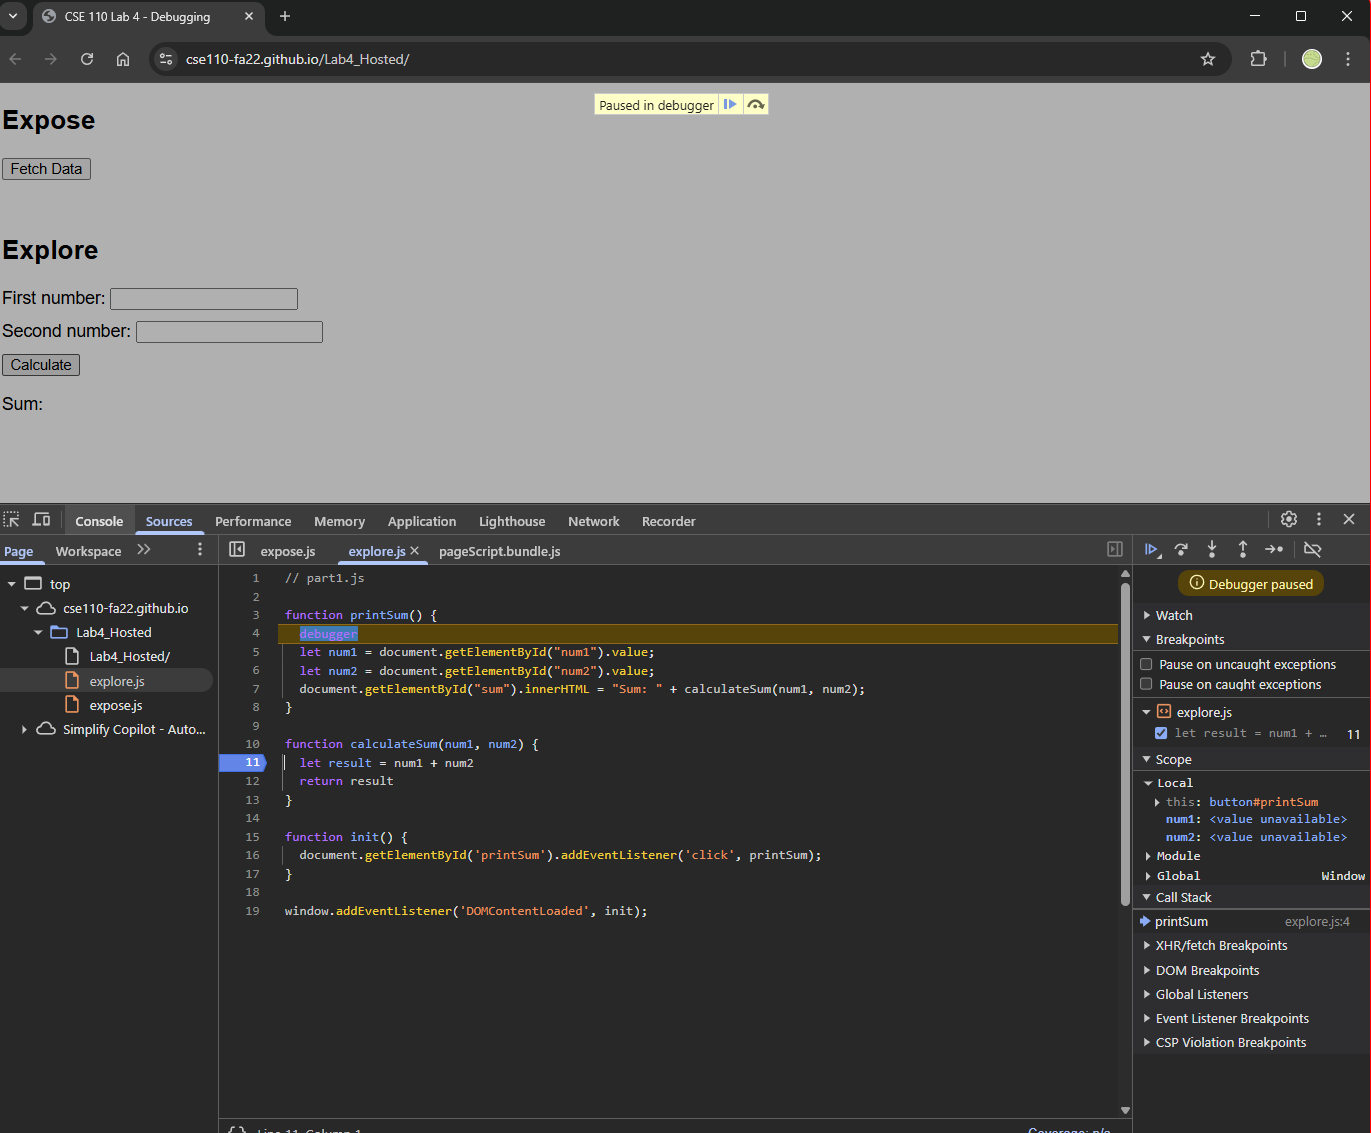 CSE 110 Lab 4 - Debugging
cse110-fa22.github.io/Lab4_Hosted/
Paused in debugger
Expose
Fetch Data
Explore
First number:
Second number:
Calculate
Sum:
Console Sources Performance Memory Application Lighthouse Network Recorder
Page Workspace
expose.js explore.js pageScript.bundle.js
top
cse110-fa22.github.io
Lab4_Hosted
Lab4_Hosted/
explore.js
expose.js
Simplify Copilot - Auto...
1 // part1.js
2
3 function printSum() {
4 debugger
5 let num1 = document.getElementById("num1").value;
6 let num2 = document.getElementById("num2").value;
7 document.getElementById("sum").innerHTML = "Sum: " + calculateSum(num1, num2);
8 }
9
10 function calculateSum(num1, num2) {
11 let result = num1 + num2
12 return result
13 }
14
15 function init() {
16 document.getElementById('printSum').addEventListener('click', printSum);
17 }
18
19 window.addEventListener('DOMContentLoaded', init);
{} Line 11, Column 1
Coverage: n/a
Debugger paused
Watch
Breakpoints
Pause on uncaught exceptions
Pause on caught exceptions
explore.js
let result = num1 + … 11
Scope
Local
this: button#printSum
num1: <value unavailable>
num2: <value unavailable>
Module
Global Window
Call Stack
printSum explore.js:4
XHR/fetch Breakpoints
DOM Breakpoints
Global Listeners
Event Listener Breakpoints
CSP Violation Breakpoints